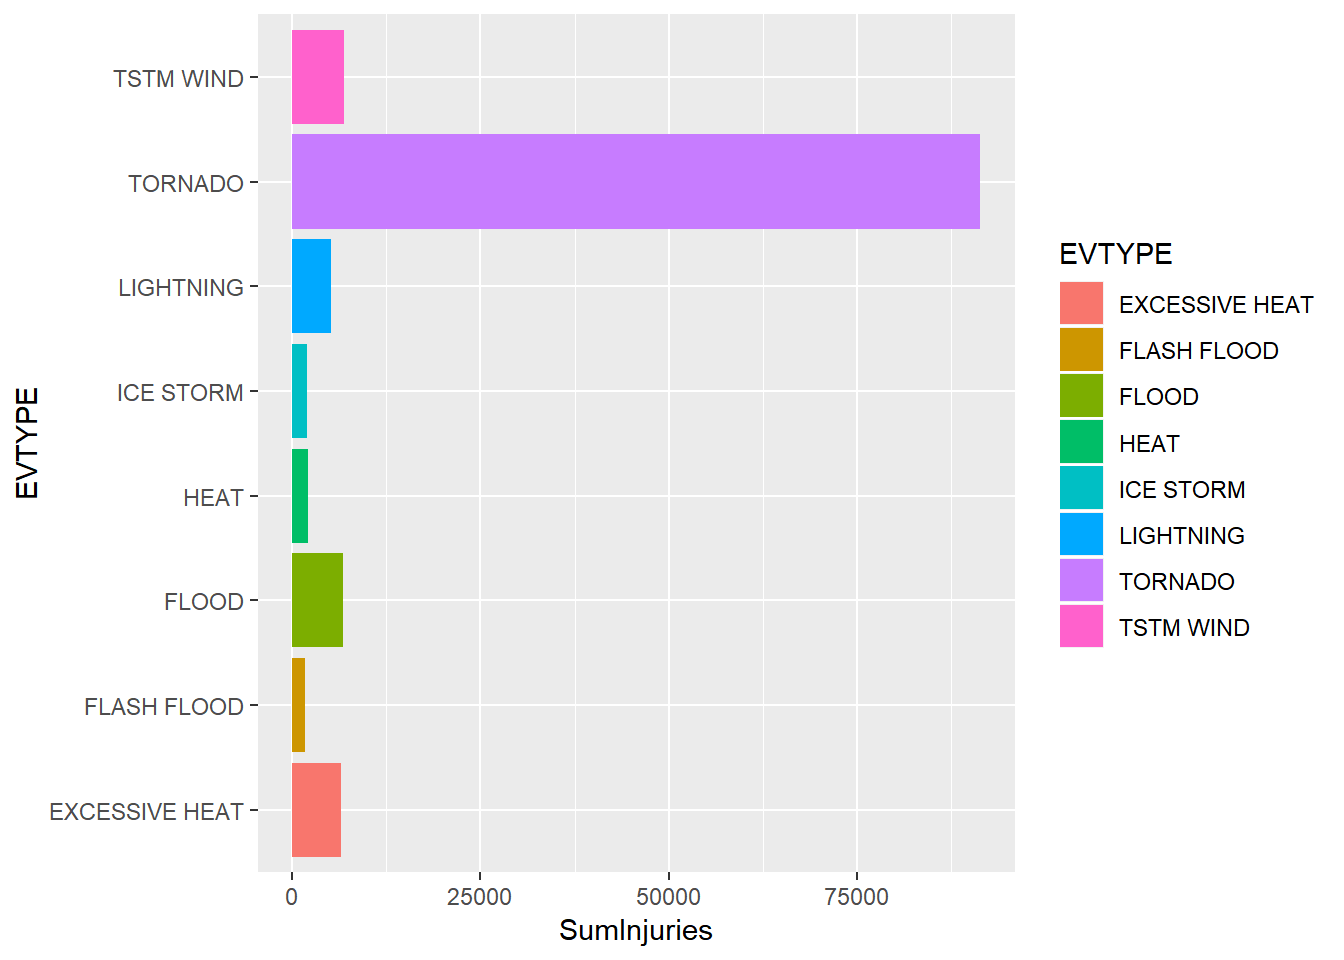 TSTM WIND
TORNADO
LIGHTNING
ICE STORM
HEAT
FLOOD
FLASH FLOOD
EXCESSIVE HEAT
EVTYPE
0 25000 50000 75000
SumInjuries
EVTYPE
EXCESSIVE HEAT
FLASH FLOOD
FLOOD
HEAT
ICE STORM
LIGHTNING
TORNADO
TSTM WIND